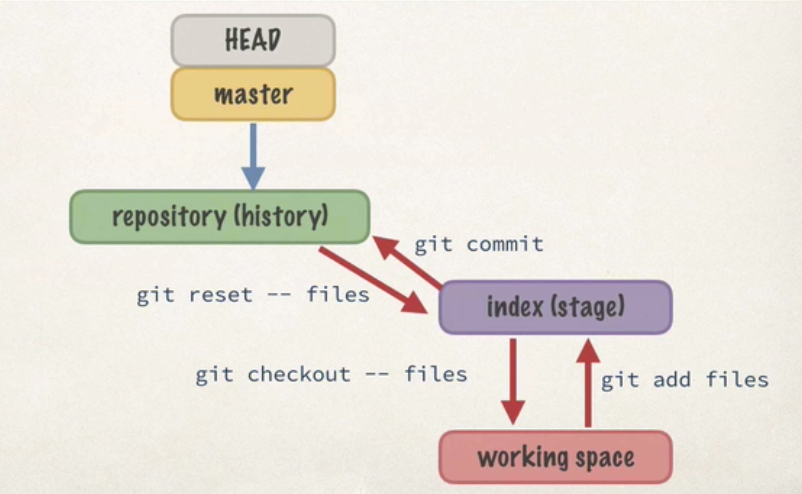 HEAD
master
repository (history)
git commit
git reset -- files
index (stage)
git checkout -- files
git add files
working space